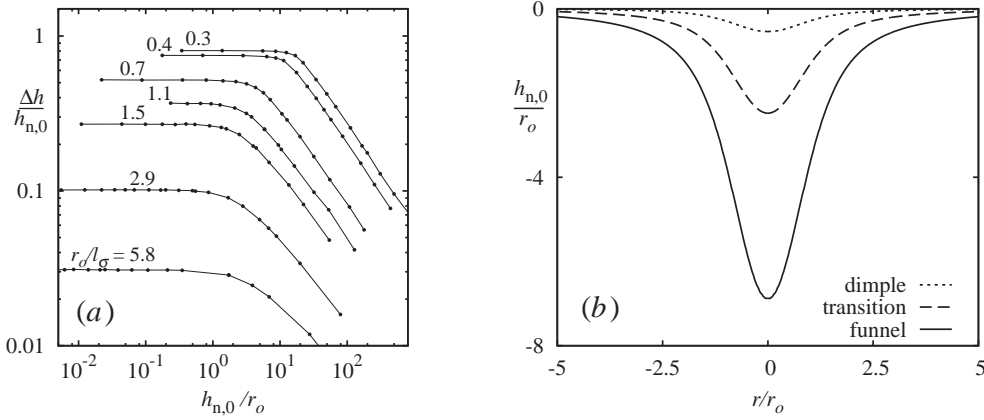 (a)
1
0.1
0.01
Δh
h_{n,0}
0.3
0.4
0.7
1.1
1.5
2.9
r_o/l_σ = 5.8
10^{-2} 10^{-1} 10^0 10^1 10^2
h_{n,0}/r_o
(b)
0
-4
-8
h_{n,0}
r_o
dimple
transition
funnel
-5 -2.5 0 2.5 5
r/r_o